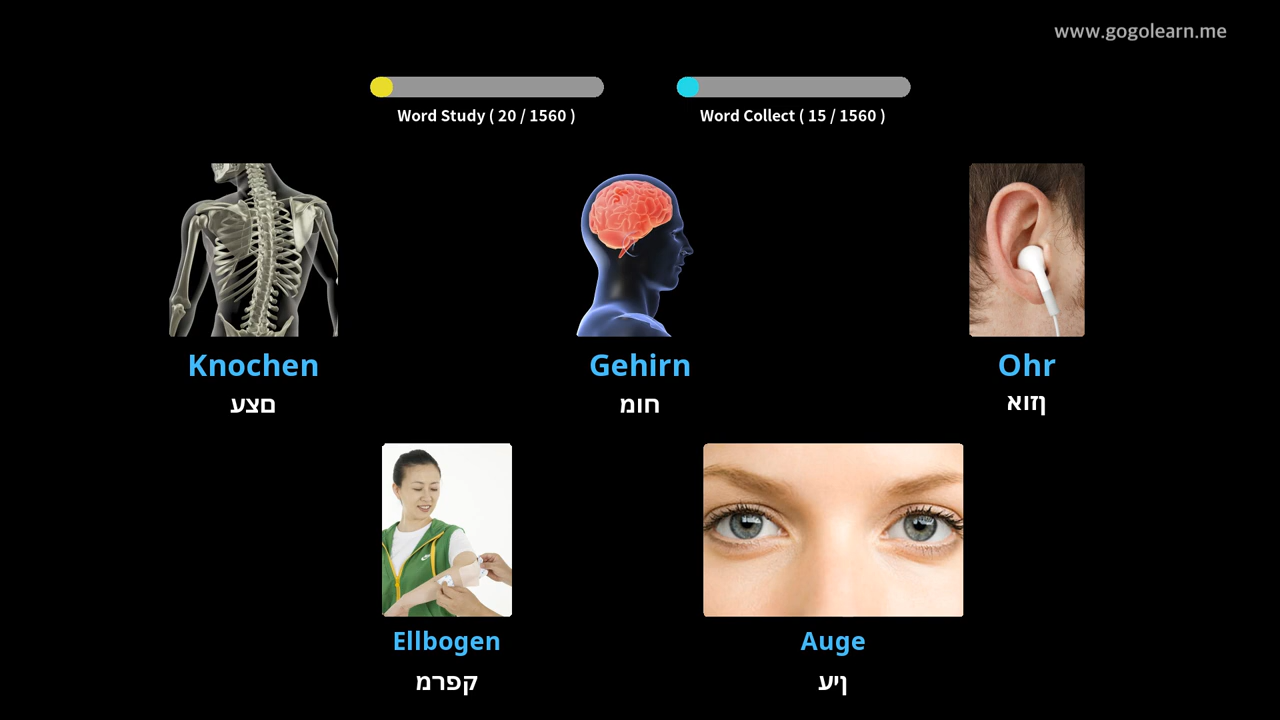 www.gogolearn.me
Word Study ( 20 / 1560 )
Word Collect ( 15 / 1560 )
Knochen
םצע
Gehirn
חומ
Ohr
ןזוא
Ellbogen
קפרמ
Auge
ןיע